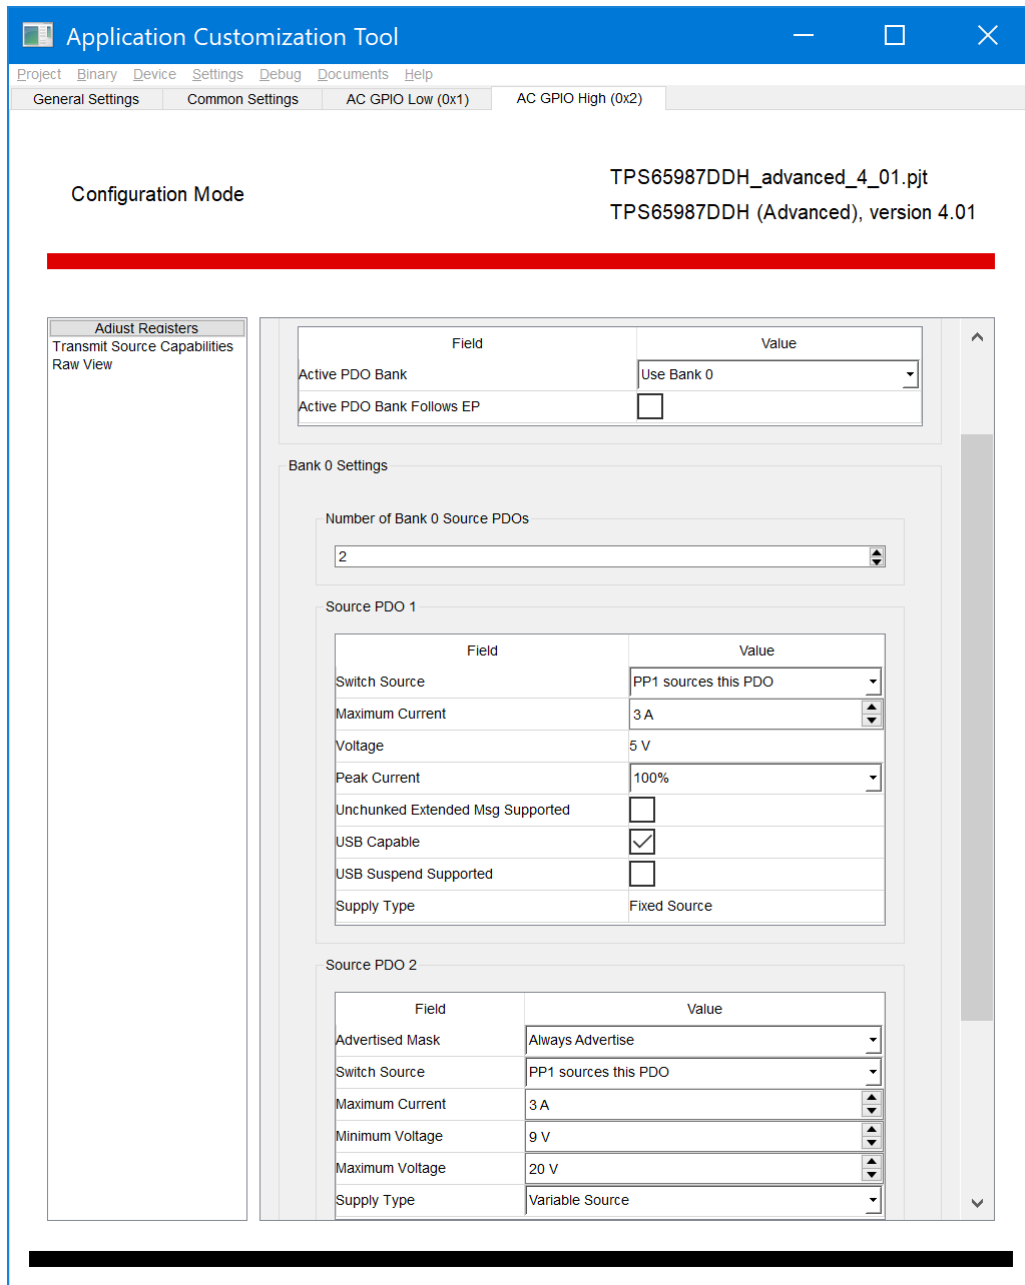 Application Customization Tool
Project Binary Device Settings Debug Documents Help
General Settings Common Settings AC GPIO Low (0x1) AC GPIO High (0x2)
Configuration Mode
TPS65987DDH_advanced_4_01.pjt
TPS65987DDH (Advanced), version 4.01
Adjust Registers
Transmit Source Capabilities
Raw View
Field Value
Active PDO Bank Use Bank 0
Active PDO Bank Follows EP
Bank 0 Settings
Number of Bank 0 Source PDOs
2
Source PDO 1
Field Value
Switch Source PP1 sources this PDO
Maximum Current 3 A
Voltage 5 V
Peak Current 100%
Unchunked Extended Msg Supported
USB Capable
USB Suspend Supported
Supply Type Fixed Source
Source PDO 2
Field Value
Advertised Mask Always Advertise
Switch Source PP1 sources this PDO
Maximum Current 3 A
Minimum Voltage 9 V
Maximum Voltage 20 V
Supply Type Variable Source